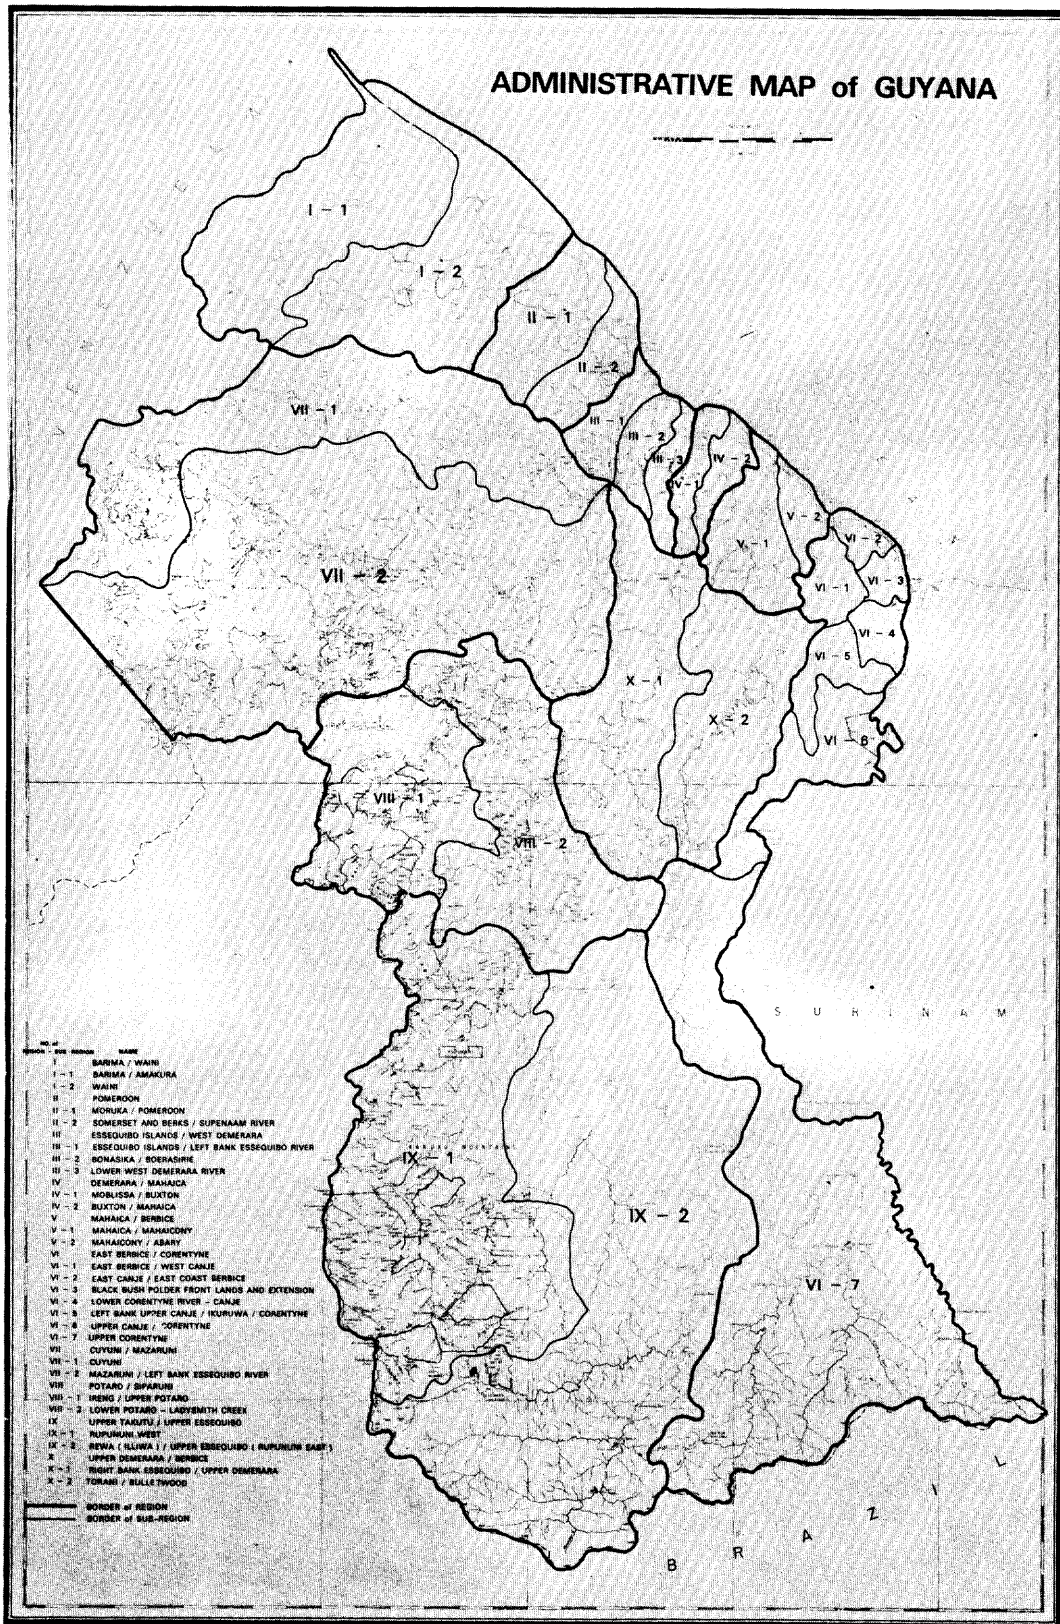 ADMINISTRATIVE MAP of GUYANA
I - 1
I - 2
II - 1
II - 2
VII - 1
III - 1
III - 2
III - 3
IV - 1
IV - 2
V - 1
V - 2
VI - 2
VI - 1
VI - 3
VII - 2
VI - 4
VI - 5
X - 1
X - 2
VI - 6
VIII - 1
VIII - 2
SURINAM
IX - 1
IX - 2
VI - 7
BRAZIL
NO. of
REGION - SUB-REGION NAME
I BARIMA / WAINI
I - 1 BARIMA / AMAKURA
I - 2 WAINI
II POMEROON
II - 1 MORUKA / POMEROON
II - 2 SOMERSET AND BERKS / SUPENAAM RIVER
III ESSEQUIBO ISLANDS / WEST DEMERARA
III - 1 ESSEQUIBO ISLANDS / LEFT BANK ESSEQUIBO RIVER
III - 2 BONASIKA / BOERASIRIE
III - 3 LOWER WEST DEMERARA RIVER
IV DEMERARA / MAHAICA
IV - 1 MOBLISSA / BUXTON
IV - 2 BUXTON / MAHAICA
V MAHAICA / BERBICE
V - 1 MAHAICA / MAHAICONY
V - 2 MAHAICONY / ABARY
VI EAST BERBICE / CORENTYNE
VI - 1 EAST BERBICE / WEST CANJE
VI - 2 EAST CANJE / EAST COAST BERBICE
VI - 3 BLACK BUSH POLDER FRONT LANDS AND EXTENSION
VI - 4 LOWER CORENTYNE RIVER - CANJE
VI - 5 LEFT BANK UPPER CANJE / IKURUWA / CORENTYNE
VI - 6 UPPER CANJE / CORENTYNE
VI - 7 UPPER CORENTYNE
VII CUYUNI / MAZARUNI
VII - 1 CUYUNI
VII - 2 MAZARUNI / LEFT BANK ESSEQUIBO RIVER
VIII POTARO / SIPARUNI
VIII - 1 IRENG / UPPER POTARO
VIII - 2 LOWER POTARO - LADYSMITH CREEK
IX UPPER TAKUTU / UPPER ESSEQUIBO
IX - 1 RUPUNUNI WEST
IX - 2 REWA ( ILLIWA ) / UPPER ESSEQUIBO ( RUPUNUNI EAST )
X UPPER DEMERARA / BERBICE
X - 1 RIGHT BANK ESSEQUIBO / UPPER DEMERARA
X - 2 TORANI / BULLETWOOD
BORDER of REGION
BORDER of SUB-REGION